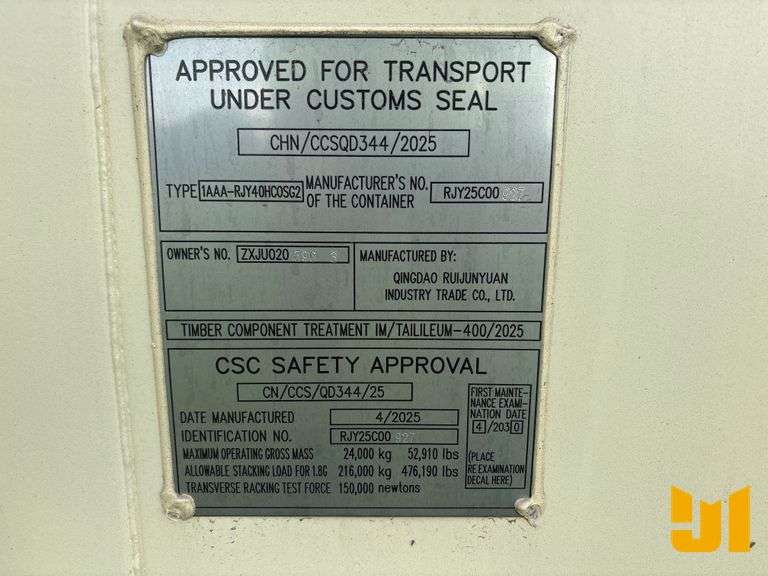 APPROVED FOR TRANSPORT
UNDER CUSTOMS SEAL
CHN/CCSQD344/2025
TYPE 1AAA-RJY40HCOSG2 MANUFACTURER'S NO. OF THE CONTAINER RJY25C00
OWNER'S NO. ZXJU020
MANUFACTURED BY:
QINGDAO RUIJUNYUAN
INDUSTRY TRADE CO., LTD.
TIMBER COMPONENT TREATMENT IM/TAILILEUM-400/2025
CSC SAFETY APPROVAL
CN/CCS/QD344/25
DATE MANUFACTURED 4/2025
IDENTIFICATION NO. RJY25C00
MAXIMUM OPERATING GROSS MASS 24,000 kg 52,910 lbs
ALLOWABLE STACKING LOAD FOR 1.8G 216,000 kg 476,190 lbs
TRANSVERSE RACKING TEST FORCE 150,000 newtons
FIRST MAINTE-
NANCE EXAMI-
NATION DATE
4/2030
(PLACE
RE EXAMINATION
DECAL HERE)